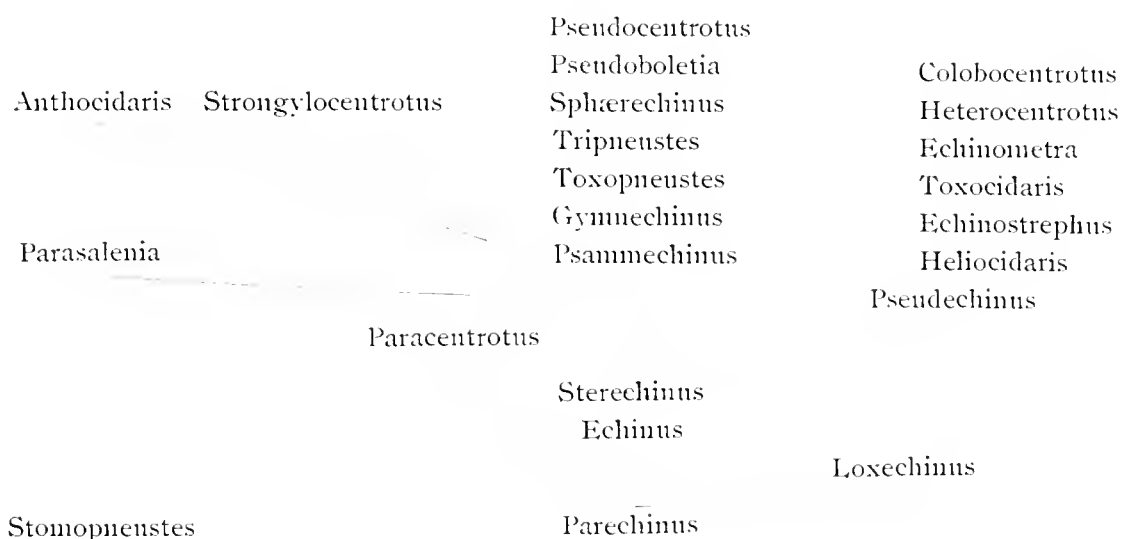 Pseudocentrotus
Pseudoboletia
Colobocentrotus
Anthocidaris Strongylocentrotus
Sphærechinus
Heterocentrotus
Tripneustes
Echinometra
Toxopneustes
Toxocidaris
Gymnechinus
Echinostrephus
Parasalenia
Psammechinus
Heliocidaris
Pseudechinus
Paracentrotus
Sterechinus
Echinus
Loxechinus
Stomopneustes
Parechinus